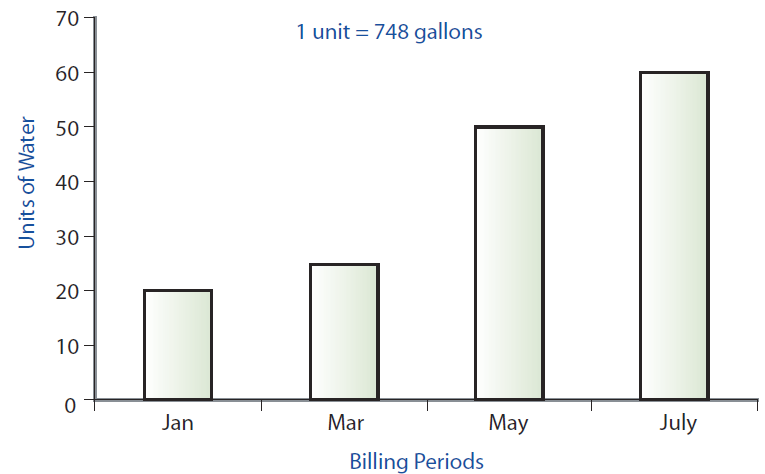 1 unit = 748 gallons
Units of Water
70
60
50
40
30
20
10
0
Jan Mar May July
Billing Periods